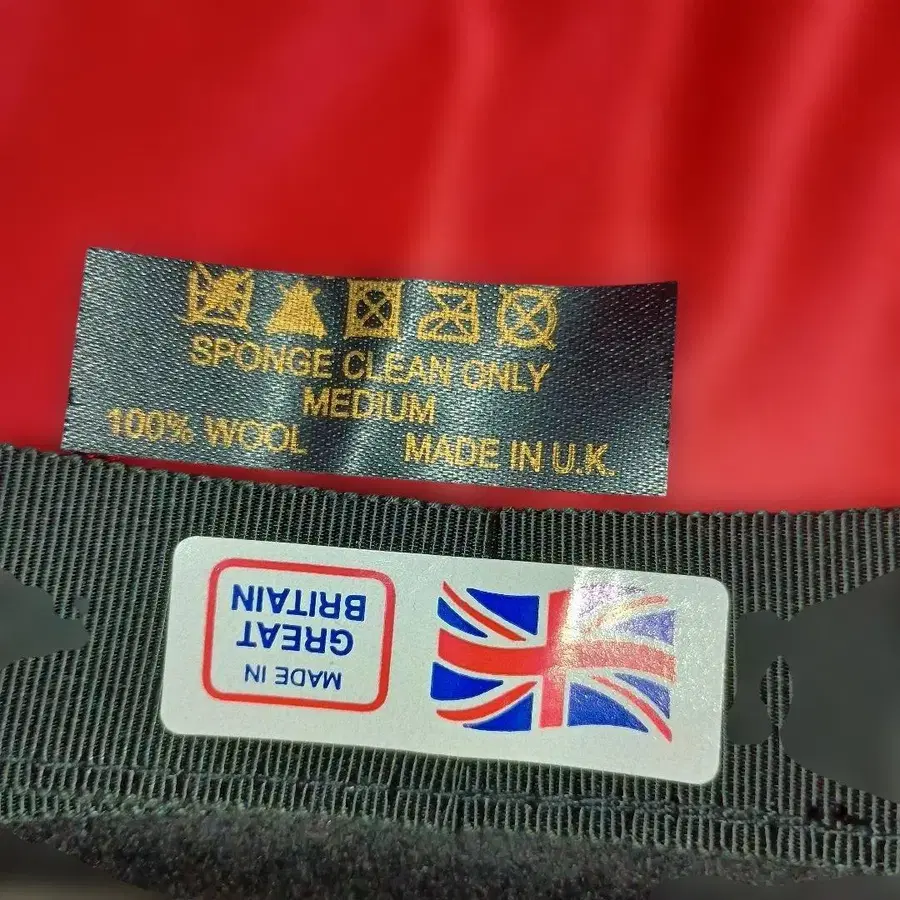 SPONGE CLEAN ONLY
MEDIUM
100% WOOL MADE IN U.K.
MADE IN
GREAT
BRITAIN